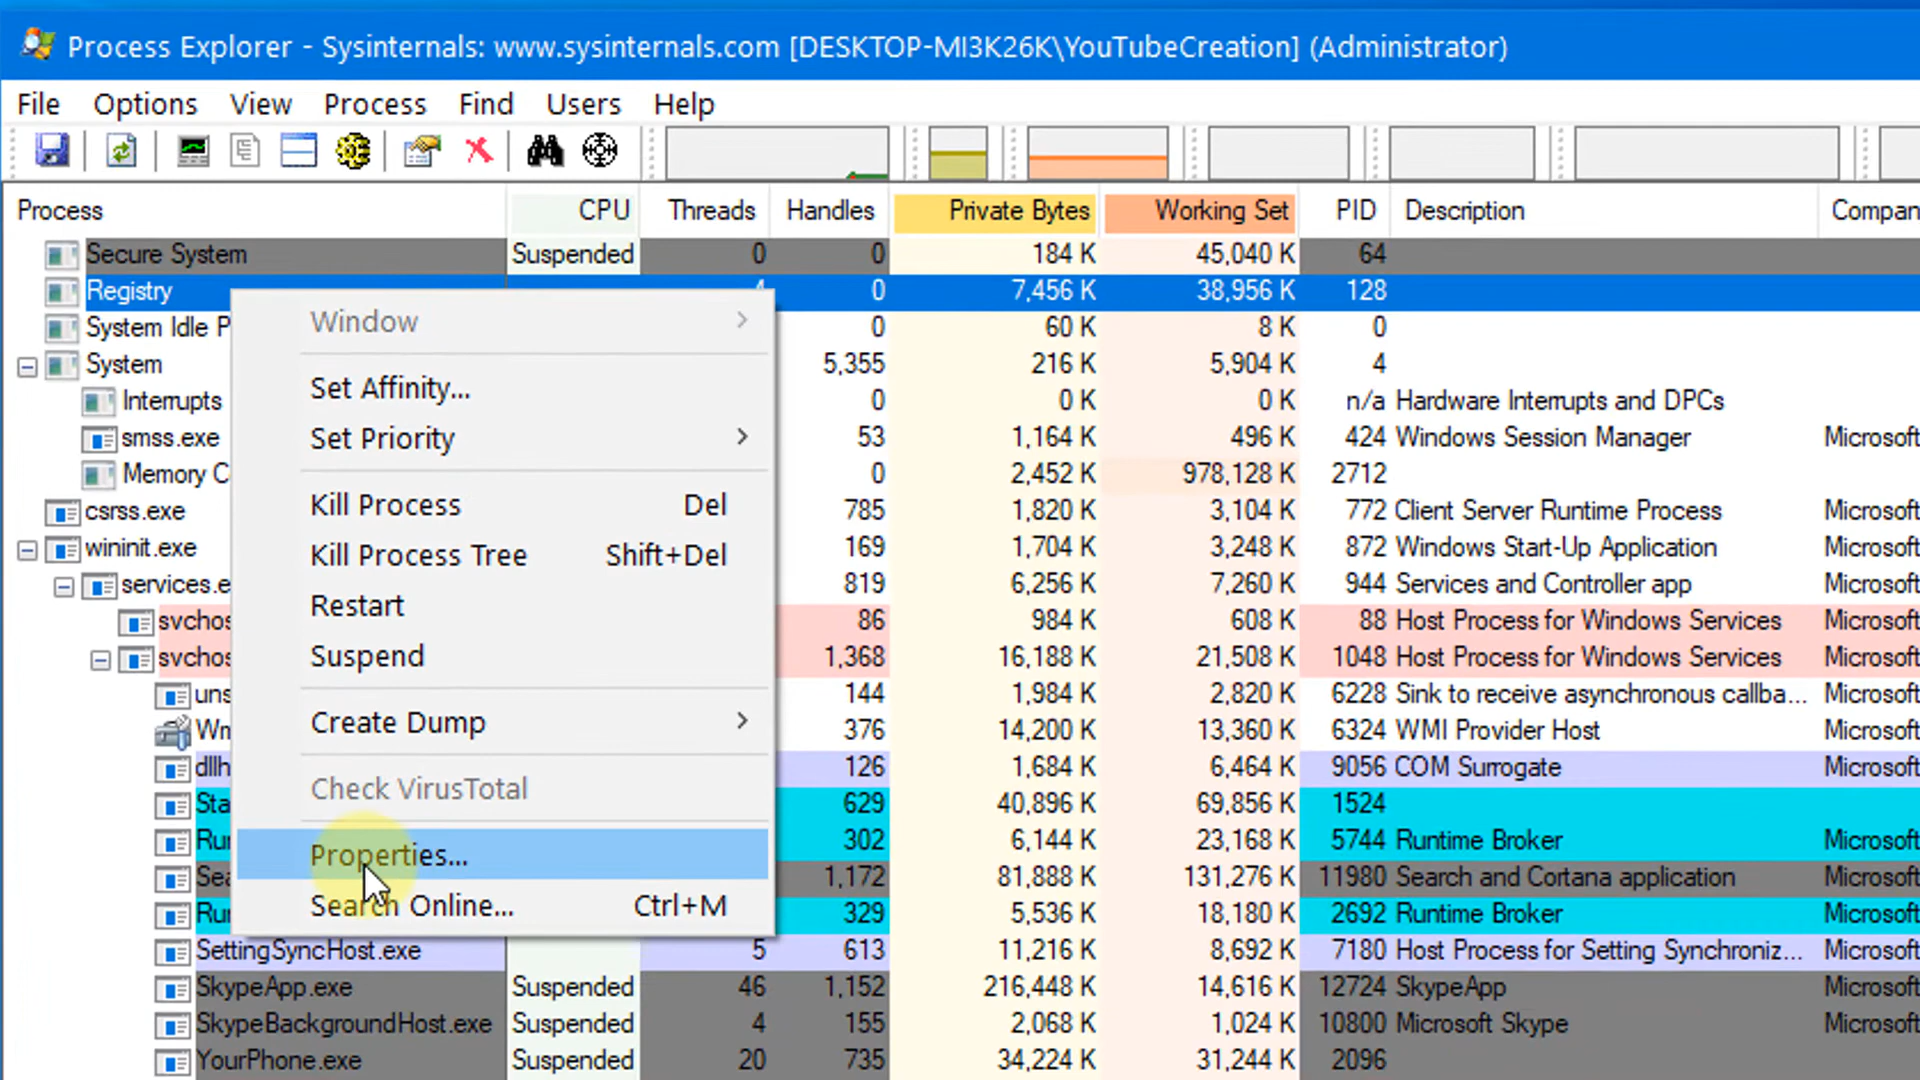 Process Explorer - Sysinternals: www.sysinternals.com [DESKTOP-MI3K26K\YouTubeCreation] (Administrator)
File Options View Process Find Users Help
Process CPU Threads Handles Private Bytes Working Set PID Description Compan
Secure System Suspended 0 0 184 K 45,040 K 64
Registry 4 0 7,456 K 38,956 K 128
Window
System Idle P 0 60 K 8 K 0
System 5,355 216 K 5,904 K 4
Set Affinity...
Interrupts 0 0 K 0 K n/a Hardware Interrupts and DPCs
Set Priority
smss.exe 53 1,164 K 496 K 424 Windows Session Manager Microsoft
Memory C 0 2,452 K 978,128 K 2712
Kill Process Del
csrss.exe 785 1,820 K 3,104 K 772 Client Server Runtime Process Microsoft
Kill Process Tree Shift+Del
wininit.exe 169 1,704 K 3,248 K 872 Windows Start-Up Application Microsoft
services.e 819 6,256 K 7,260 K 944 Services and Controller app Microsoft
Restart
svchos 86 984 K 608 K 88 Host Process for Windows Services Microsoft
Suspend
svchos 1,368 16,188 K 21,508 K 1048 Host Process for Windows Services Microsoft
uns 144 1,984 K 2,820 K 6228 Sink to receive asynchronous callba... Microsoft
Create Dump
Wm 376 14,200 K 13,360 K 6324 WMI Provider Host Microsoft
dllh 126 1,684 K 6,464 K 9056 COM Surrogate Microsoft
Check VirusTotal
Sta 629 40,896 K 69,856 K 1524
Run 302 6,144 K 23,168 K 5744 Runtime Broker Microsoft
Properties...
Sea 1,172 81,888 K 131,276 K 11980 Search and Cortana application Microsoft
Search Online... Ctrl+M
Run 329 5,536 K 18,180 K 2692 Runtime Broker Microsoft
SettingSyncHost.exe 5 613 11,216 K 8,692 K 7180 Host Process for Setting Synchroniz... Microsoft
SkypeApp.exe Suspended 46 1,152 216,448 K 14,616 K 12724 SkypeApp Microsoft
SkypeBackgroundHost.exe Suspended 4 155 2,068 K 1,024 K 10800 Microsoft Skype Microsoft
YourPhone.exe Suspended 20 735 34,224 K 31,244 K 2096